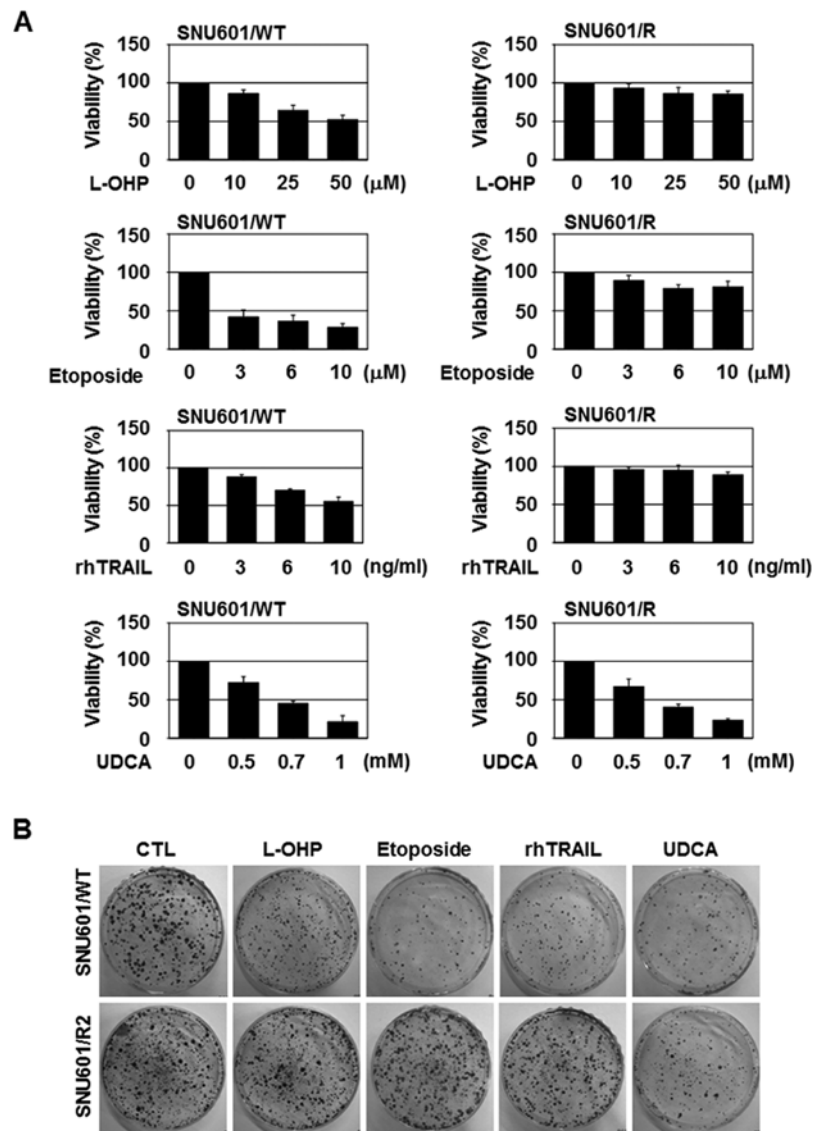 A
SNU601/WT
Viability (%)
150
100
50
0
L-OHP 0 10 25 50 (μM)
SNU601/R
Viability (%)
150
100
50
0
L-OHP 0 10 25 50 (μM)
SNU601/WT
Viability (%)
150
100
50
0
Etoposide 0 3 6 10 (μM)
SNU601/R
Viability (%)
150
100
50
0
Etoposide 0 3 6 10 (μM)
SNU601/WT
Viability (%)
150
100
50
0
rhTRAIL 0 3 6 10 (ng/ml)
SNU601/R
Viability (%)
150
100
50
0
rhTRAIL 0 3 6 10 (ng/ml)
SNU601/WT
Viability (%)
150
100
50
0
UDCA 0 0.5 0.7 1 (mM)
SNU601/R
Viability (%)
150
100
50
0
UDCA 0 0.5 0.7 1 (mM)
B
CTL L-OHP Etoposide rhTRAIL UDCA
SNU601/WT
SNU601/R2